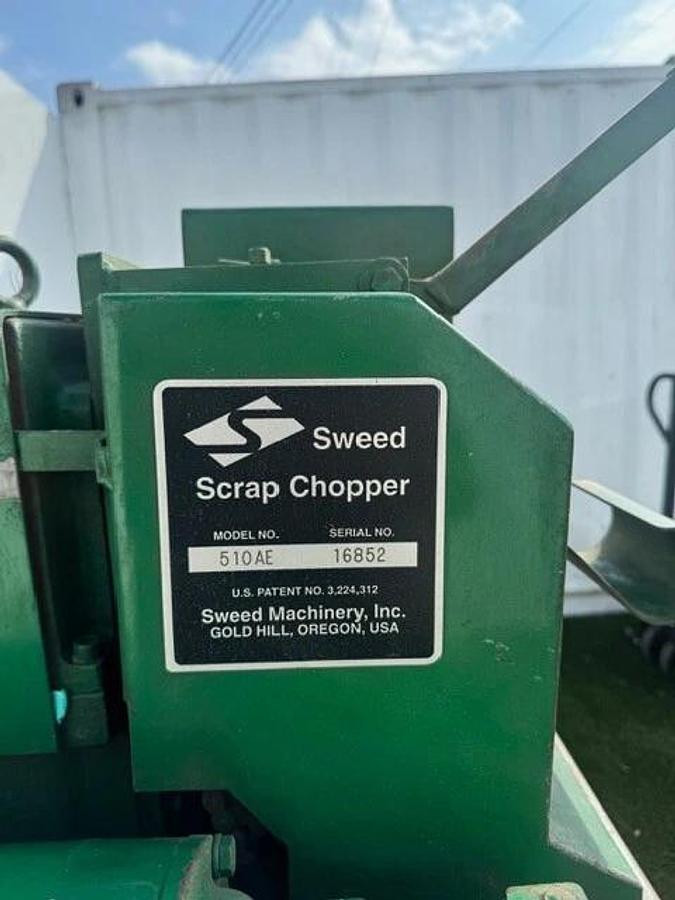 Sweed
Scrap Chopper
MODEL NO. SERIAL NO.
510AE 16852
U.S. PATENT NO. 3,224,312
Sweed Machinery, Inc.
GOLD HILL, OREGON, USA